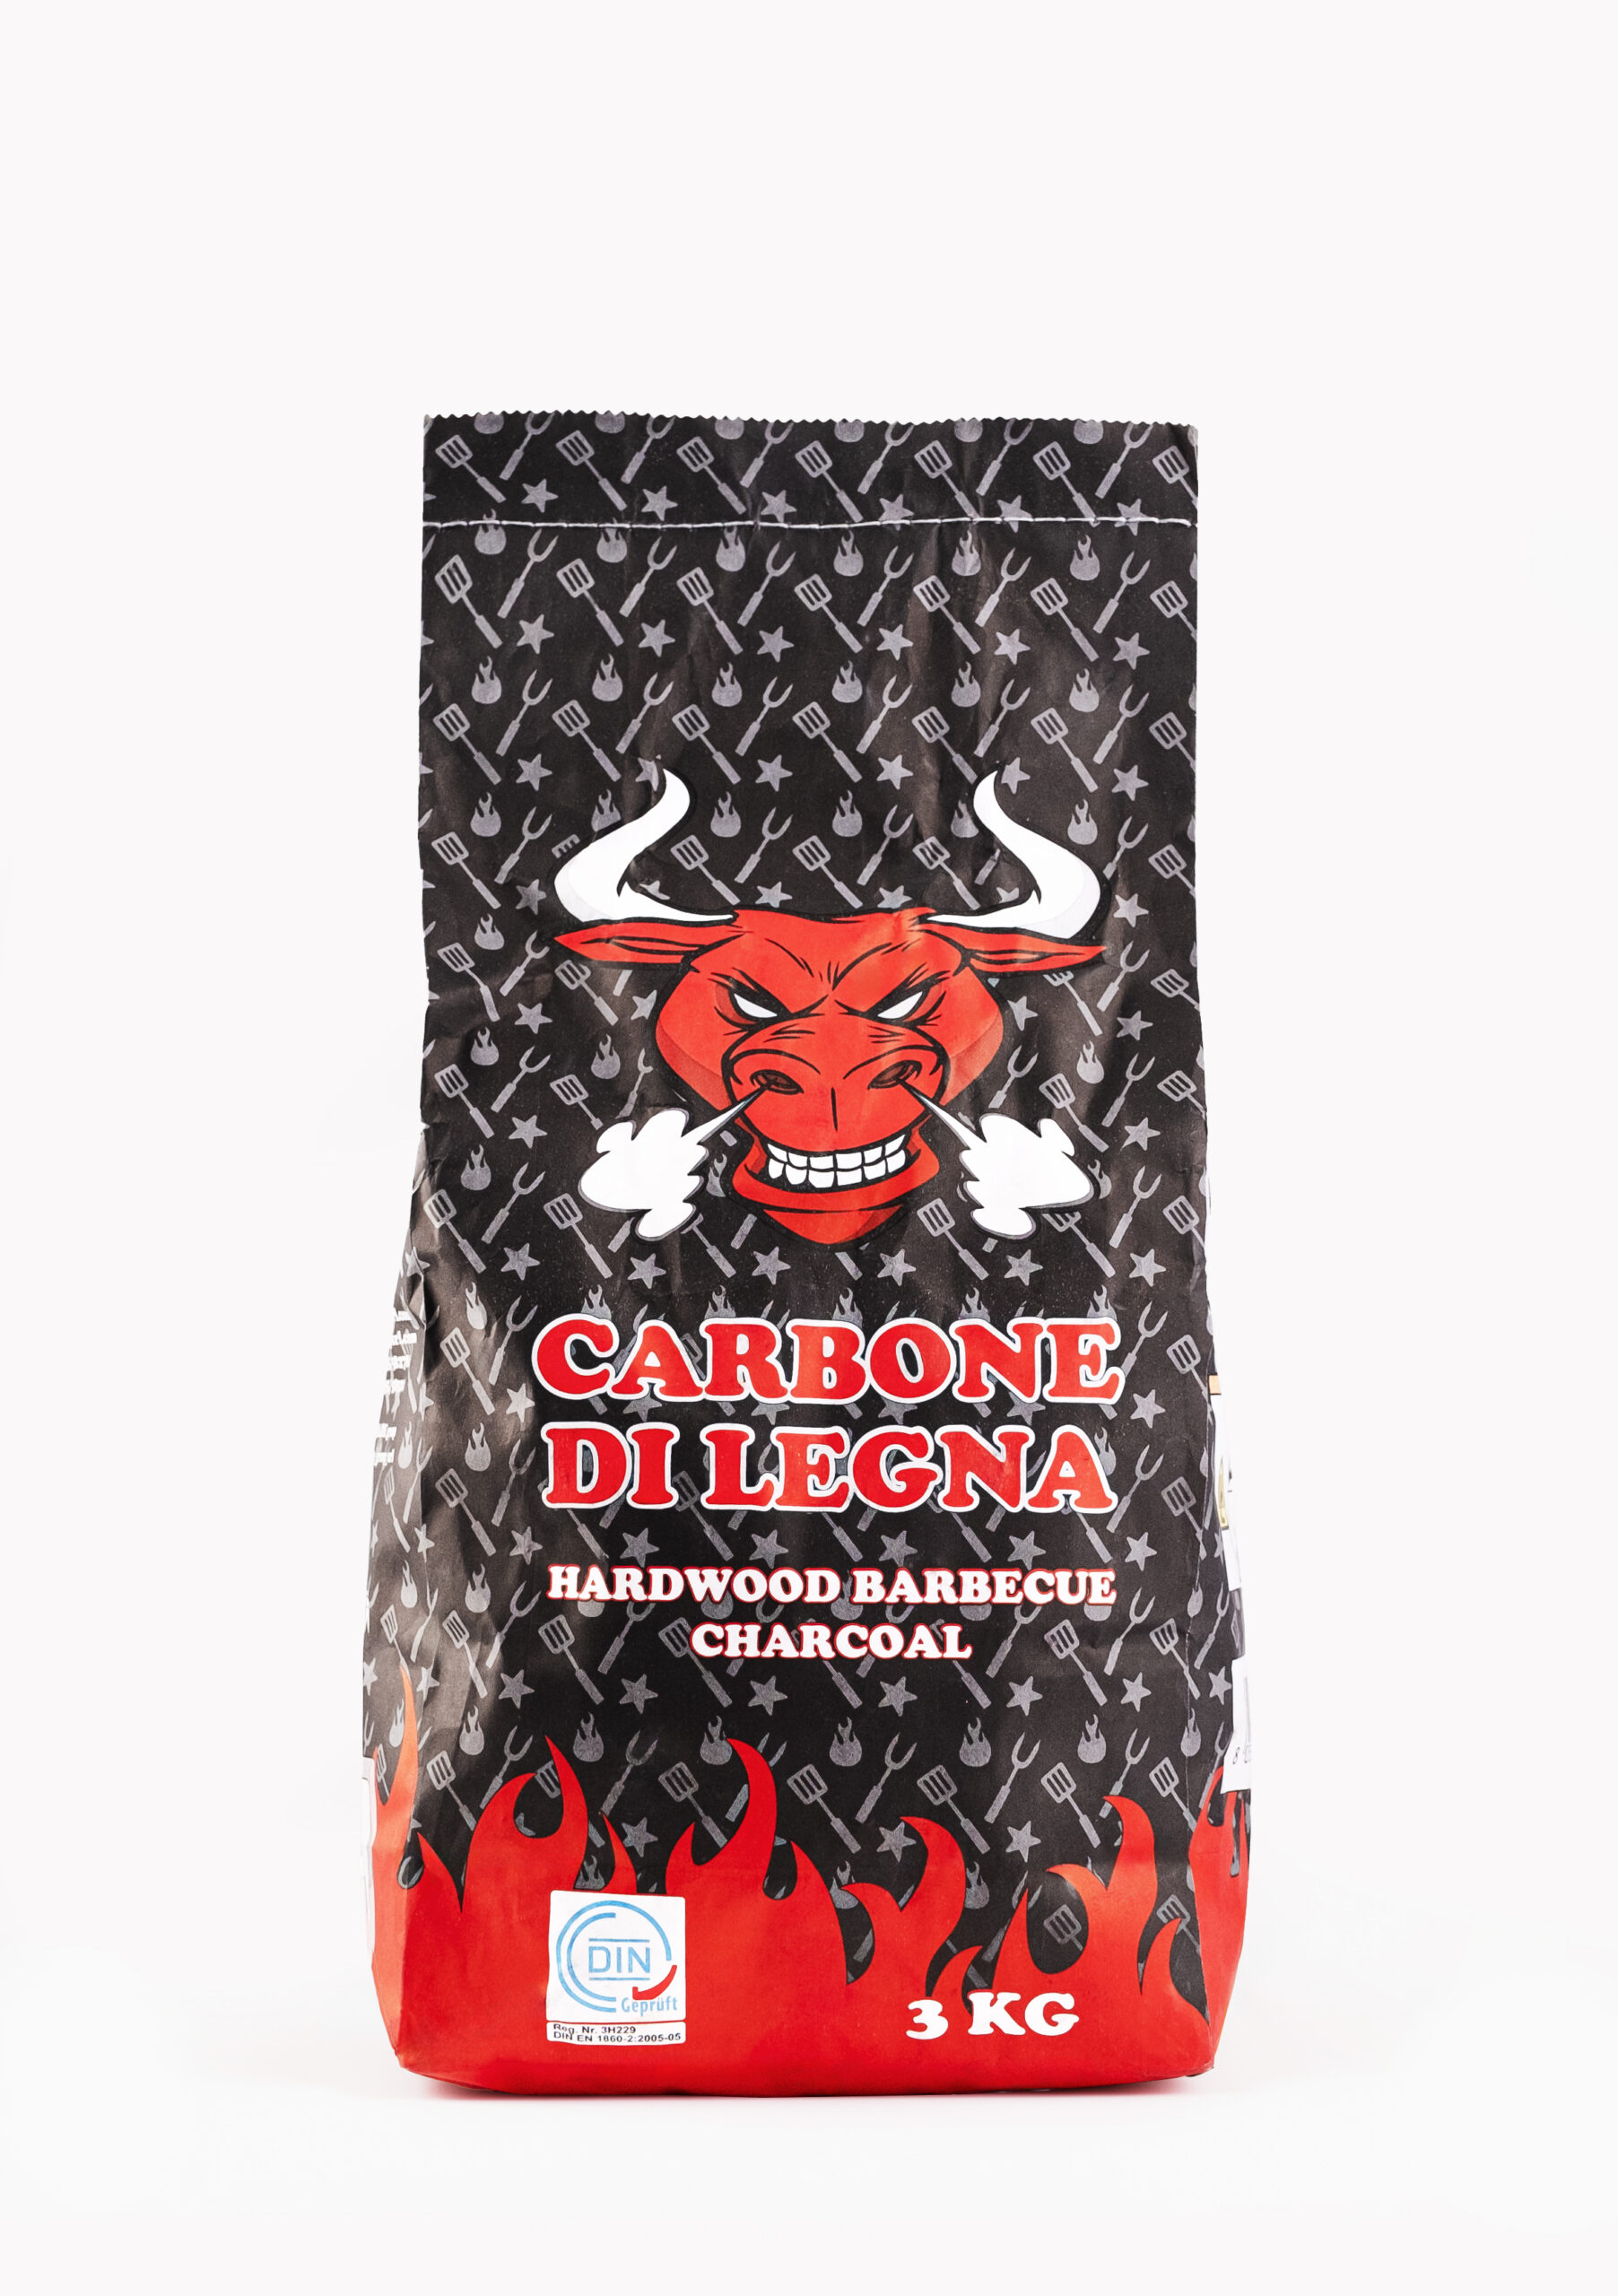 CARBONE
DI LEGNA
HARDWOOD BARBECUE
CHARCOAL
DIN
Geprüft
Reg. Nr. 3H229
DIN EN 1860-2:2005-05
3 KG